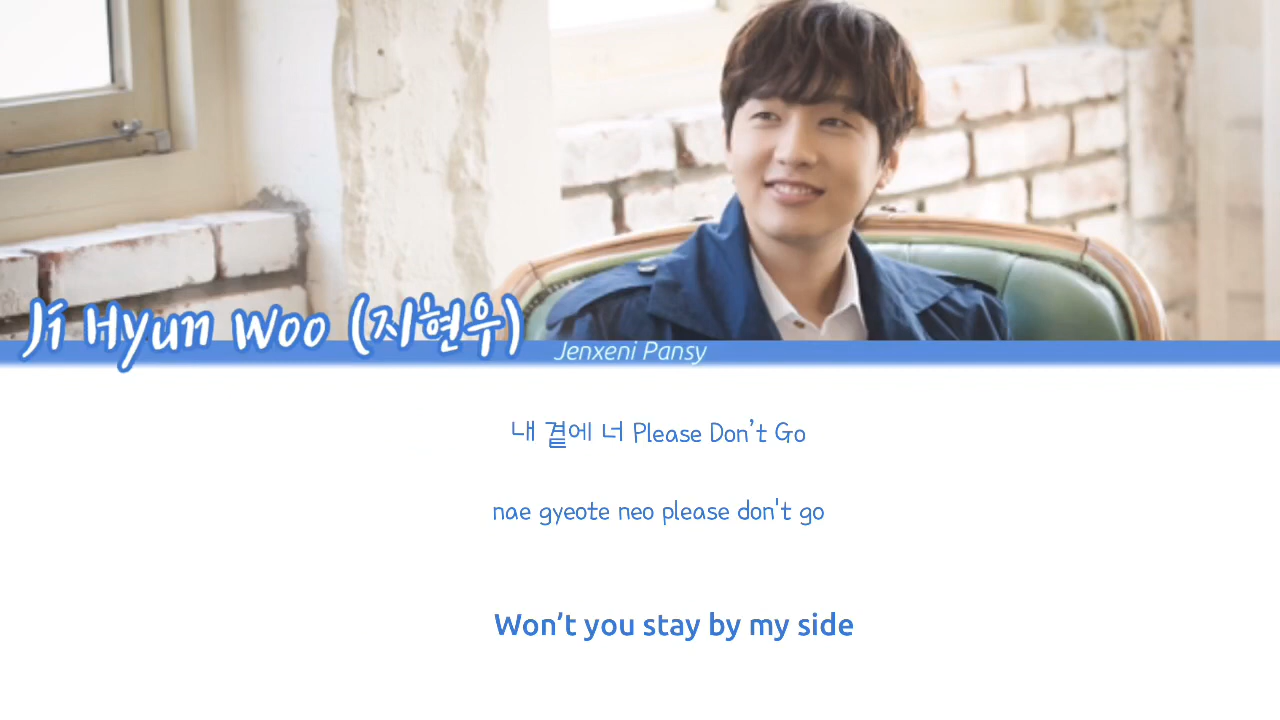 Ji Hyun Woo (지현우)
Jenxeni Pansy
내 곁에 너 Please Don’t Go
nae gyeote neo please don't go
Won’t you stay by my side